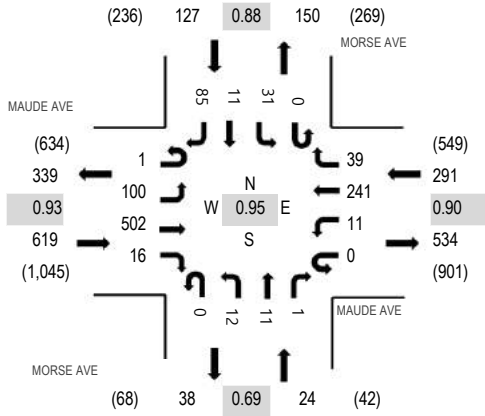 (236) 127 0.88 150 (269)
MORSE AVE
85 11 31 0
MAUDE AVE
(634) (549)
339 1 39 291
100 N 241
0.93 W 0.95 E 0.90
502 11
619 S 534
16 0
(1,045) (901)
0 12 11 1
MAUDE AVE
MORSE AVE
(68) 38 0.69 24 (42)